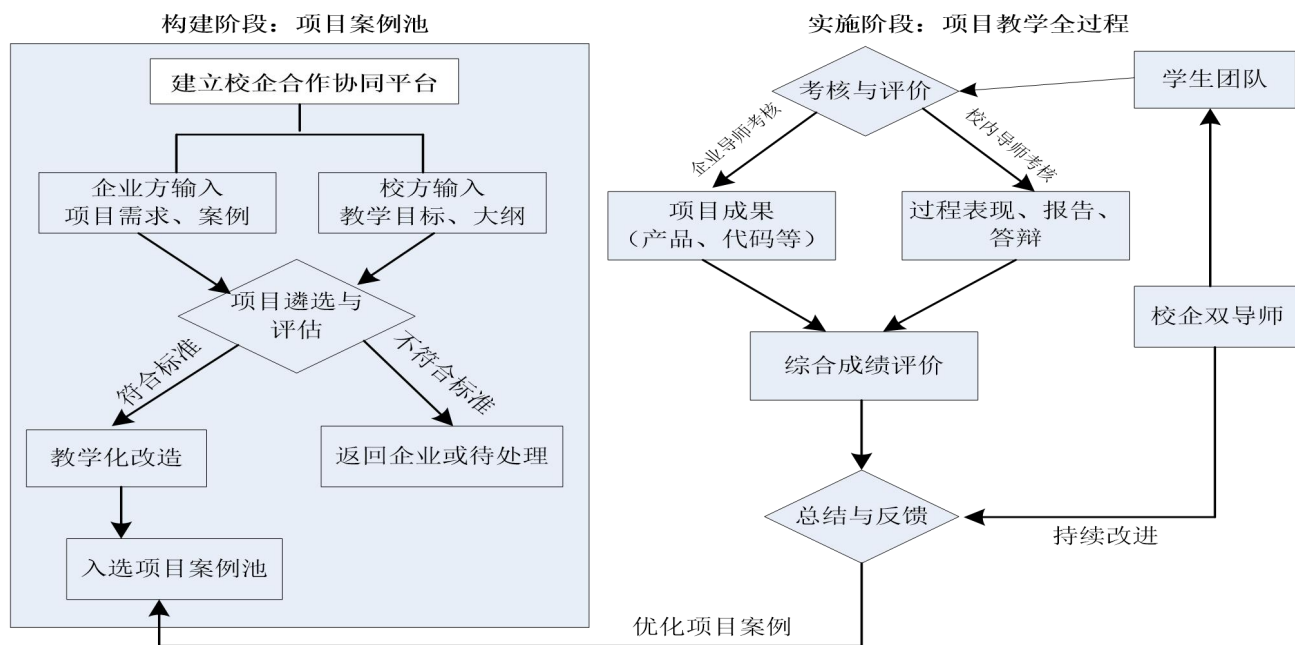 构建阶段：项目案例池
建立校企合作协同平台
企业方输入
项目需求、案例
校方输入
教学目标、大纲
项目遴选与
评估
符合标准
不符合标准
教学化改造
返回企业或待处理
入选项目案例池
实施阶段：项目教学全过程
考核与评价
学生团队
企业导师考核
校内导师考核
项目成果
（产品、代码等）
过程表现、报告、
答辩
校企双导师
综合成绩评价
总结与反馈
持续改进
优化项目案例